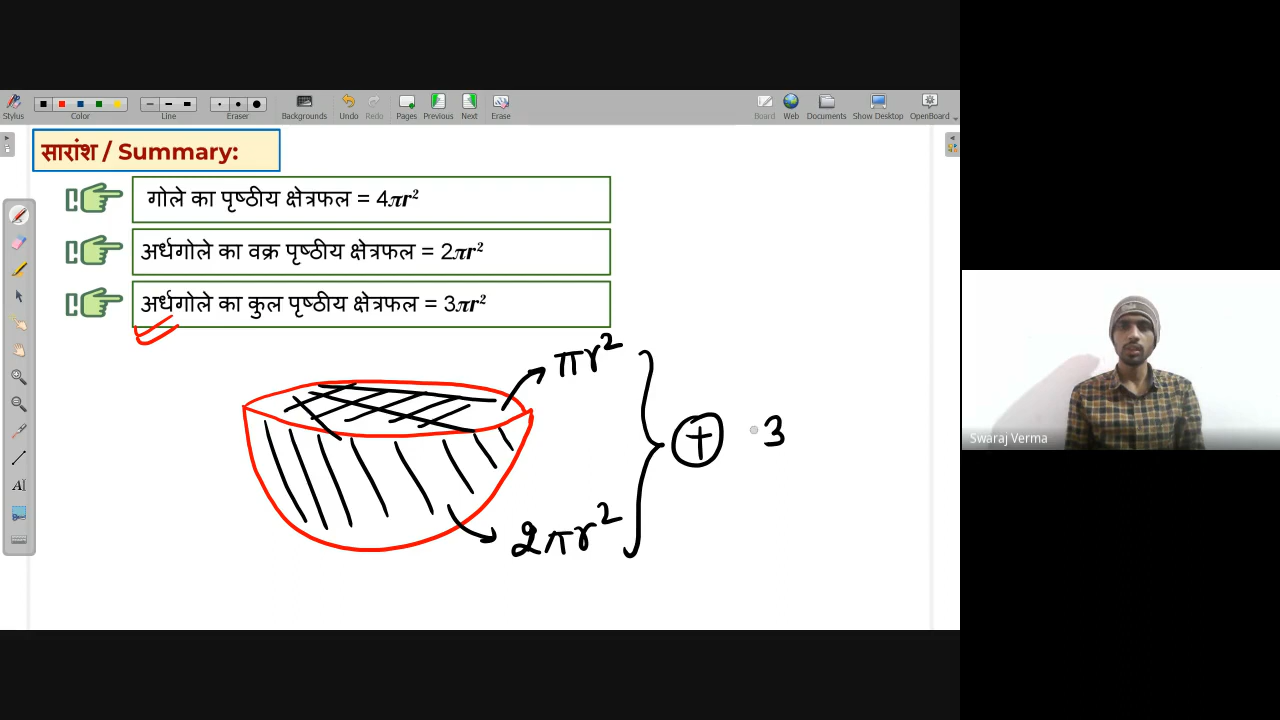 Stylus
Color
Line
Eraser
Backgrounds
Undo
Redo
Pages
Previous
Next
Erase
Board
Web
Documents
Show Desktop
OpenBoard
सारांश / Summary:
गोले का पृष्ठीय क्षेत्रफल = 4πr²
अर्धगोले का वक्र पृष्ठीय क्षेत्रफल = 2πr²
अर्धगोले का कुल पृष्ठीय क्षेत्रफल = 3πr²
πr²
+ 3
2πr²
Swaraj Verma